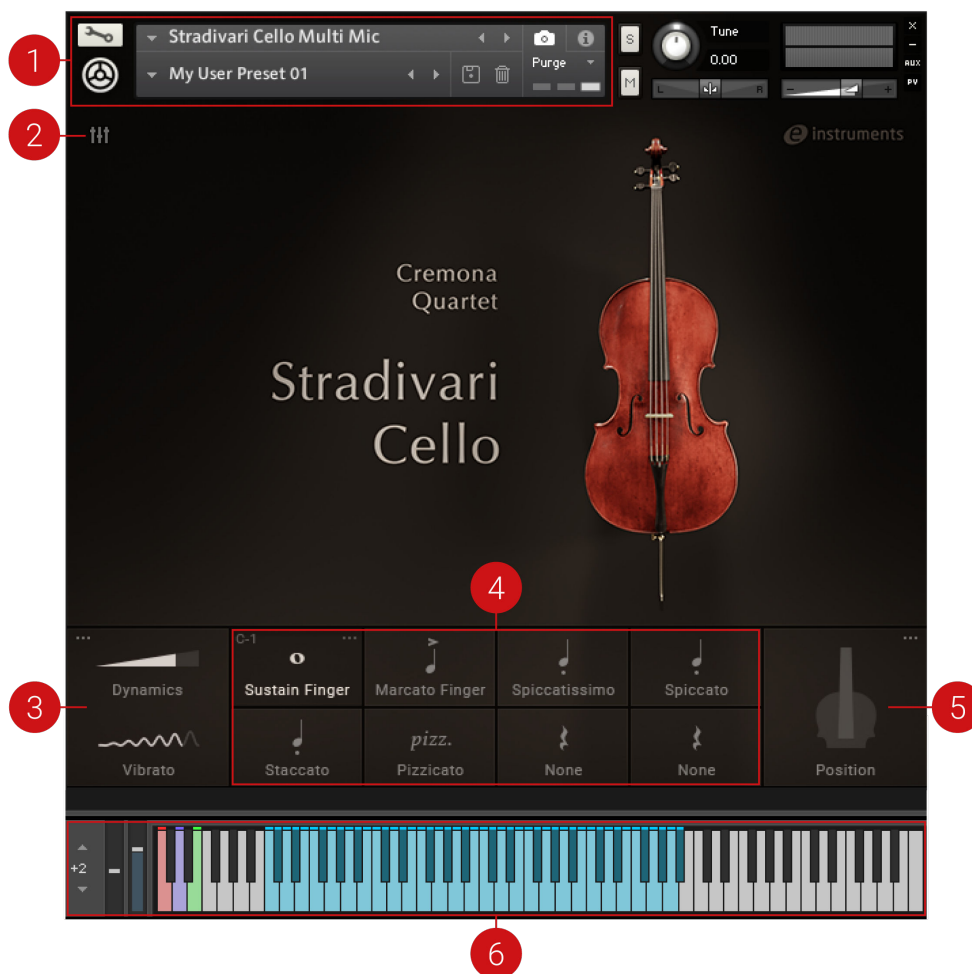 1
Stradivari Cello Multi Mic
i
My User Preset 01
Purge
S
M
Tune
0.00
L
R
-
+
×
-
AUX
PV
2
e instruments
Cremona
Quartet
Stradivari
Cello
4
3
Dynamics
Vibrato
C-1
Sustain Finger
Marcato Finger
Spiccatissimo
Spiccato
Staccato
pizz.
Pizzicato
None
None
5
Position
+2
6